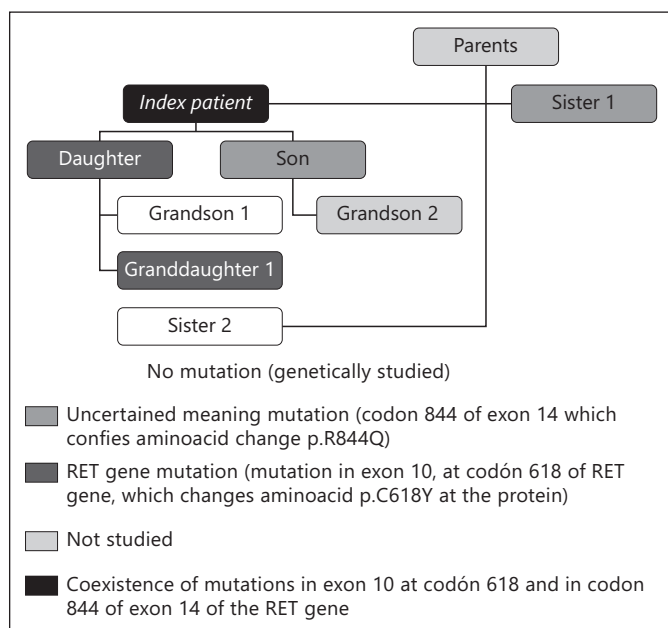 Parents
Index patient
Sister 1
Daughter
Son
Grandson 1
Grandson 2
Granddaughter 1
Sister 2
No mutation (genetically studied)
Uncertained meaning mutation (codon 844 of exon 14 which
confies aminoacid change p.R844Q)
RET gene mutation (mutation in exon 10, at codón 618 of RET
gene, which changes aminoacid p.C618Y at the protein)
Not studied
Coexistence of mutations in exon 10 at codón 618 and in codon
844 of exon 14 of the RET gene